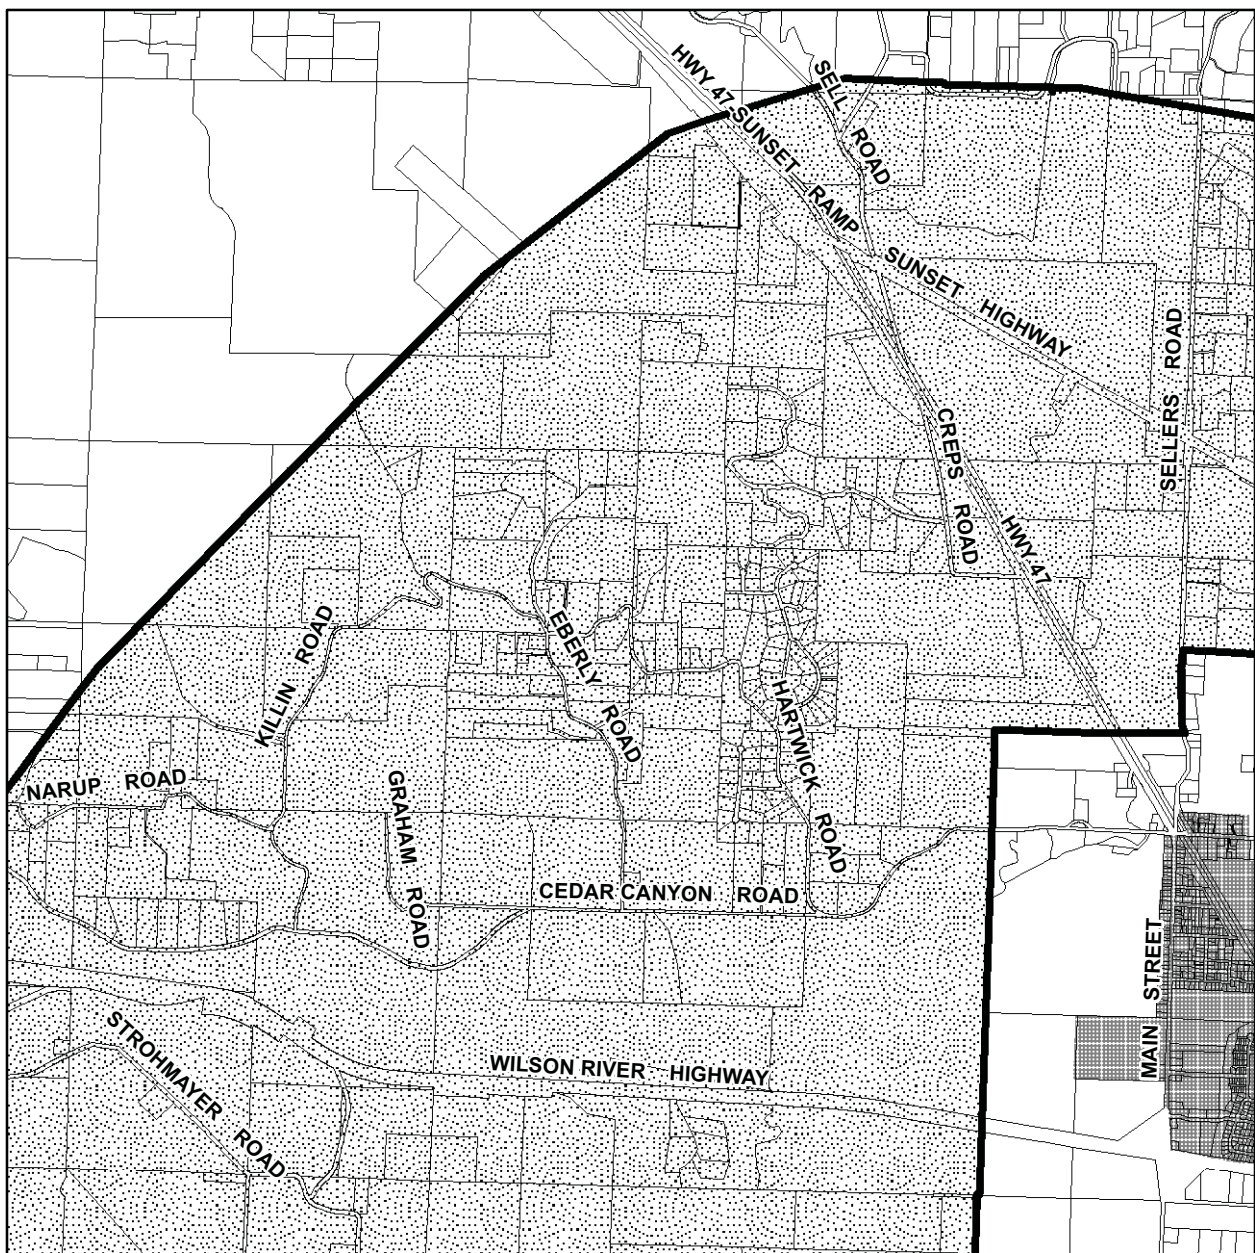 HWY 47-SUNSET RAMP
SELL ROAD
SUNSET HIGHWAY
SELLERS ROAD
CREPS ROAD
HWY 47
KILLIN ROAD
EBERLY ROAD
HARTWICK ROAD
NARUP ROAD
GRAHAM ROAD
CEDAR CANYON ROAD
MAIN STREET
STROHMAYER ROAD
WILSON RIVER HIGHWAY